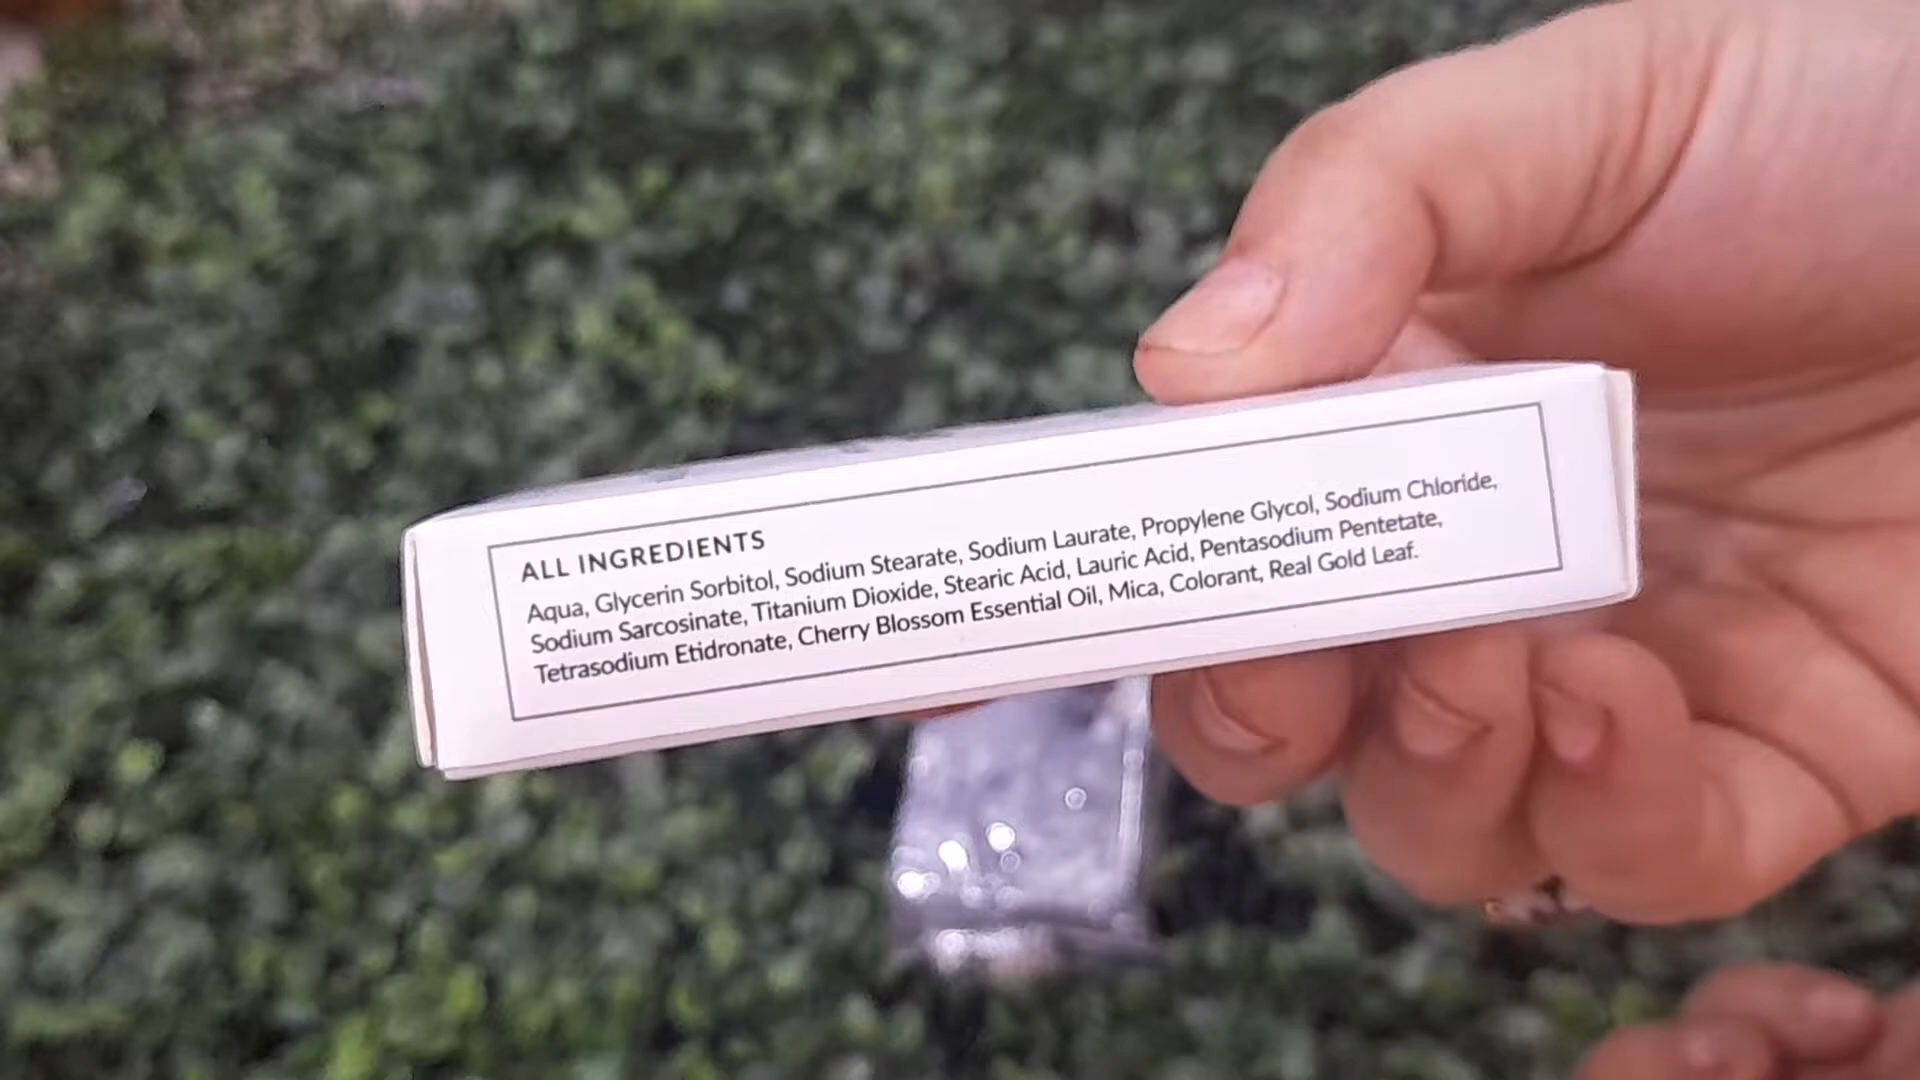 ALL INGREDIENTS
Aqua, Glycerin Sorbitol, Sodium Stearate, Sodium Laurate, Propylene Glycol, Sodium Chloride,
Sodium Sarcosinate, Titanium Dioxide, Stearic Acid, Lauric Acid, Pentasodium Pentetate,
Tetrasodium Etidronate, Cherry Blossom Essential Oil, Mica, Colorant, Real Gold Leaf.